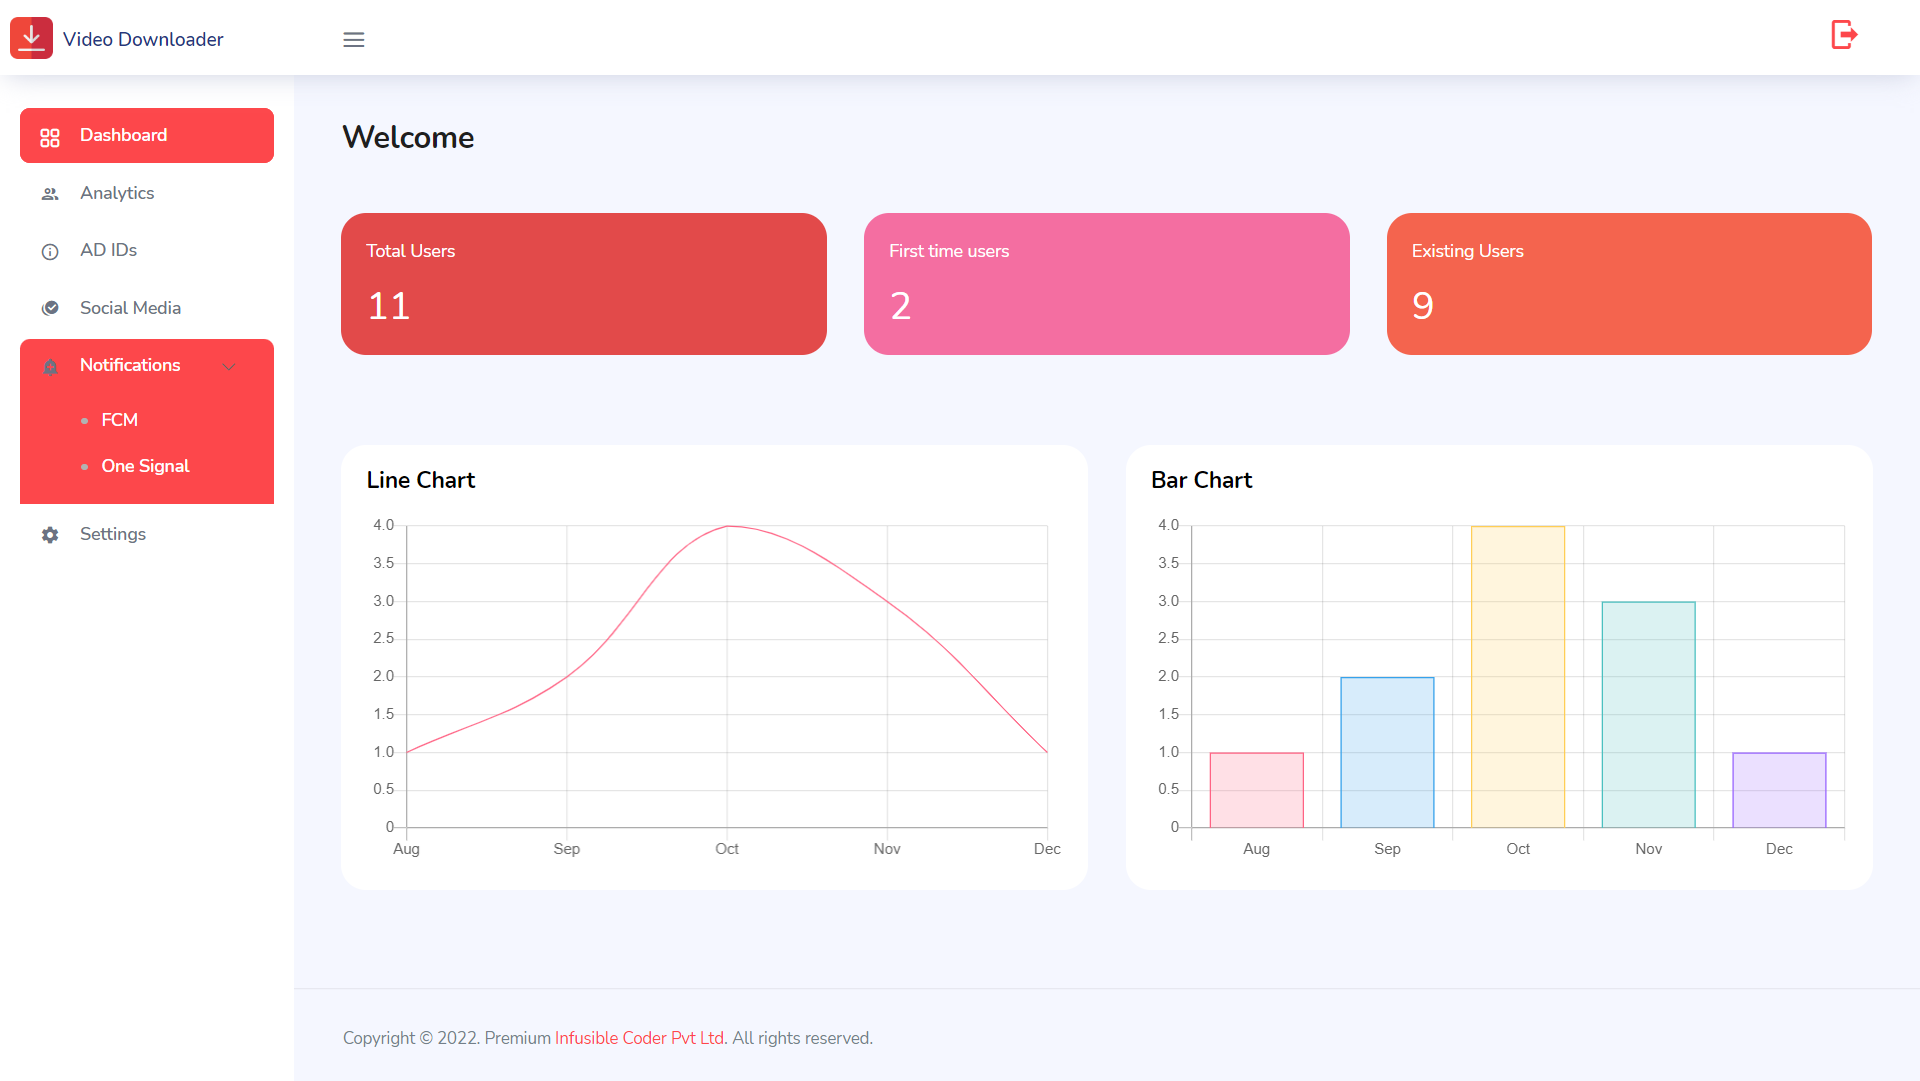 Video Downloader
Dashboard
Analytics
AD IDs
Social Media
Notifications
FCM
One Signal
Settings
Welcome
Total Users
11
First time users
2
Existing Users
9
Line Chart
4.0
3.5
3.0
2.5
2.0
1.5
1.0
0.5
0
Aug Sep Oct Nov Dec
Bar Chart
4.0
3.5
3.0
2.5
2.0
1.5
1.0
0.5
0
Aug Sep Oct Nov Dec
Copyright © 2022. Premium Infusible Coder Pvt Ltd. All rights reserved.